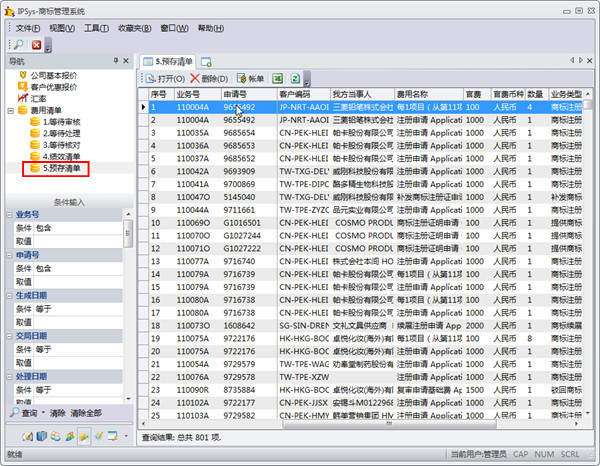 IPSys-商标管理系统
文件(F) 视图(V) 工具(T) 收藏夹(B) 窗口(W) 帮助(H)
导航
公司基本报价
客户优惠报价
汇率
费用清单
1.等待审核
2.等待处理
3.等待核对
4.绩效清单
5.预存清单
条件输入
业务号
条件 包含
取值
申请号
条件 包含
取值
生成日期
条件 等于
取值
交局日期
条件 等于
取值
处理日期
条件 等于
取值
查询 清除 清除全部
5.预存清单
打开(O) 删除(D) 帐单
序号 业务号 申请号 客户编码 我方当事人 费用名称 官费 官费币种 数量 业务类型
1 110004A 9655492 JP-NRT-AAOI 三菱铅笔株式会社 每1项目（从第11项 100 人民币 4 商标注册
2 110004A 9655492 JP-NRT-AAOI 三菱铅笔株式会社 注册申请 Applicati 1000 人民币 1 商标注册
3 110035A 9685654 CN-PEK-HLEI 帕卡股份有限公司 注册申请 Applicati 1000 人民币 1 商标注册
4 110036A 9685653 CN-PEK-HLEI 帕卡股份有限公司 注册申请 Applicati 1000 人民币 1 商标注册
5 110037A 9685652 CN-PEK-HLEI 帕卡股份有限公司 注册申请 Applicati 1000 人民币 1 商标注册
6 110042A 9693909 TW-TXG-DELV 威刚科技股份有限 注册申请 Applicati 1000 人民币 1 商标注册
7 110041A 9700869 TW-TPE-DIPC 酷多精生物科技股 注册申请 Applicati 1000 人民币 1 商标注册
8 110047O 5145040 TW-TXG-DELV 威刚科技股份有限 补发商标注册证申请 1000 人民币 1 补发商标
9 110044A 9711661 TW-TPE-ZYZC 品元实业有限公司 注册申请 Applicati 1000 人民币 1 商标注册
10 110069O G1016501 CN-PEK-HLEI COSMO PRODL 商标注册证明申请 100 人民币 1 提供商标
11 110070O G1027244 CN-PEK-HLEI COSMO PRODL 商标注册证明申请 100 人民币 1 提供商标
12 110071O G1027222 CN-PEK-HLEI COSMO PRODL 商标注册证明申请 100 人民币 1 提供商标
13 110077A 9716740 CN-PEK-HLEI 株式会社本间 HO 注册申请 Applicati 1000 人民币 1 商标注册
14 110079A 9716739 CN-PEK-HLEI 帕卡股份有限公司 每1项目（从第11项 100 人民币 1 商标注册
15 110079A 9716739 CN-PEK-HLEI 帕卡股份有限公司 注册申请 Applicati 1000 人民币 1 商标注册
16 110080A 9716738 CN-PEK-HLEI 帕卡股份有限公司 每1项目（从第11项 100 人民币 1 商标注册
17 110080A 9716738 CN-PEK-HLEI 帕卡股份有限公司 注册申请 Applicati 1000 人民币 1 商标注册
18 110073O 1608642 SG-SIN-DREN 文礼文具供应商 续展注册申请 App 2000 人民币 1 商标续展
19 110075A 9222176 HK-HKG-BOC 卓悦化妆(海外)有 每1项目（从第11项 100 人民币 8 商标注册
20 110075A 9222176 HK-HKG-BOC 卓悦化妆(海外)有 注册申请 Applicati 1000 人民币 1 商标注册
21 110074A 9729579 TW-TPE-WAG 劝奉堂制药股份有 注册申请 Applicati 1000 人民币 1 商标注册
22 110076A 9729578 TW-TPE-XZW 注册申请 Applicati 1000 人民币 1 商标注册
23 110090R 8735884 HK-HKG-BOC 卓悦化妆(海外)有 复审申请基础费 Ap 1500 人民币 1 驳回商标
24 110102A 9722177 CN-PEK-JJSX 安锡斗M012296 注册申请 Applicati 1000 人民币 1 商标注册
25 110103A 9729582 CN-PEK-HMY 韩美营销集团 HM 注册申请 Applicati 1000 人民币 1 商标注册
查询结果: 总共 801 项.
就绪 当前用户:管理员 CAP NUM SCRL